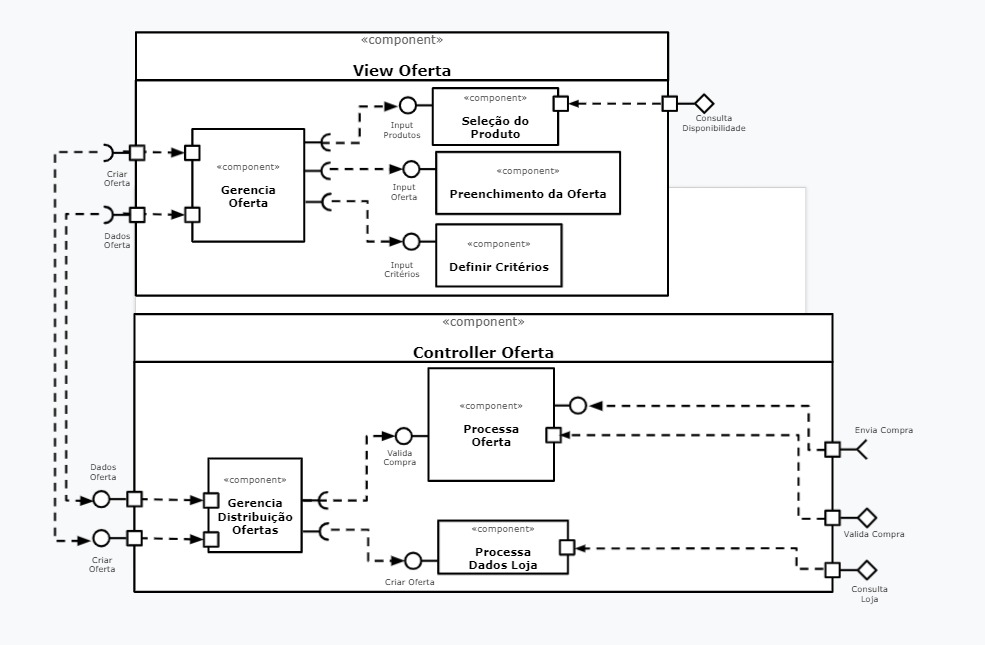 «component»
View Oferta
«component»
Seleção do
Produto
Input
Produtos
Consulta
Disponibilidade
«component»
Gerencia
Oferta
Criar
Oferta
«component»
Preenchimento da Oferta
Input
Oferta
Dados
Oferta
«component»
Definir Critérios
Input
Critérios
«component»
Controller Oferta
«component»
Processa
Oferta
Envia Compra
Valida
Compra
Dados
Oferta
«component»
Gerencia
Distribuição
Ofertas
Valida Compra
«component»
Processa
Dados Loja
Criar
Oferta
Criar Oferta
Consulta
Loja